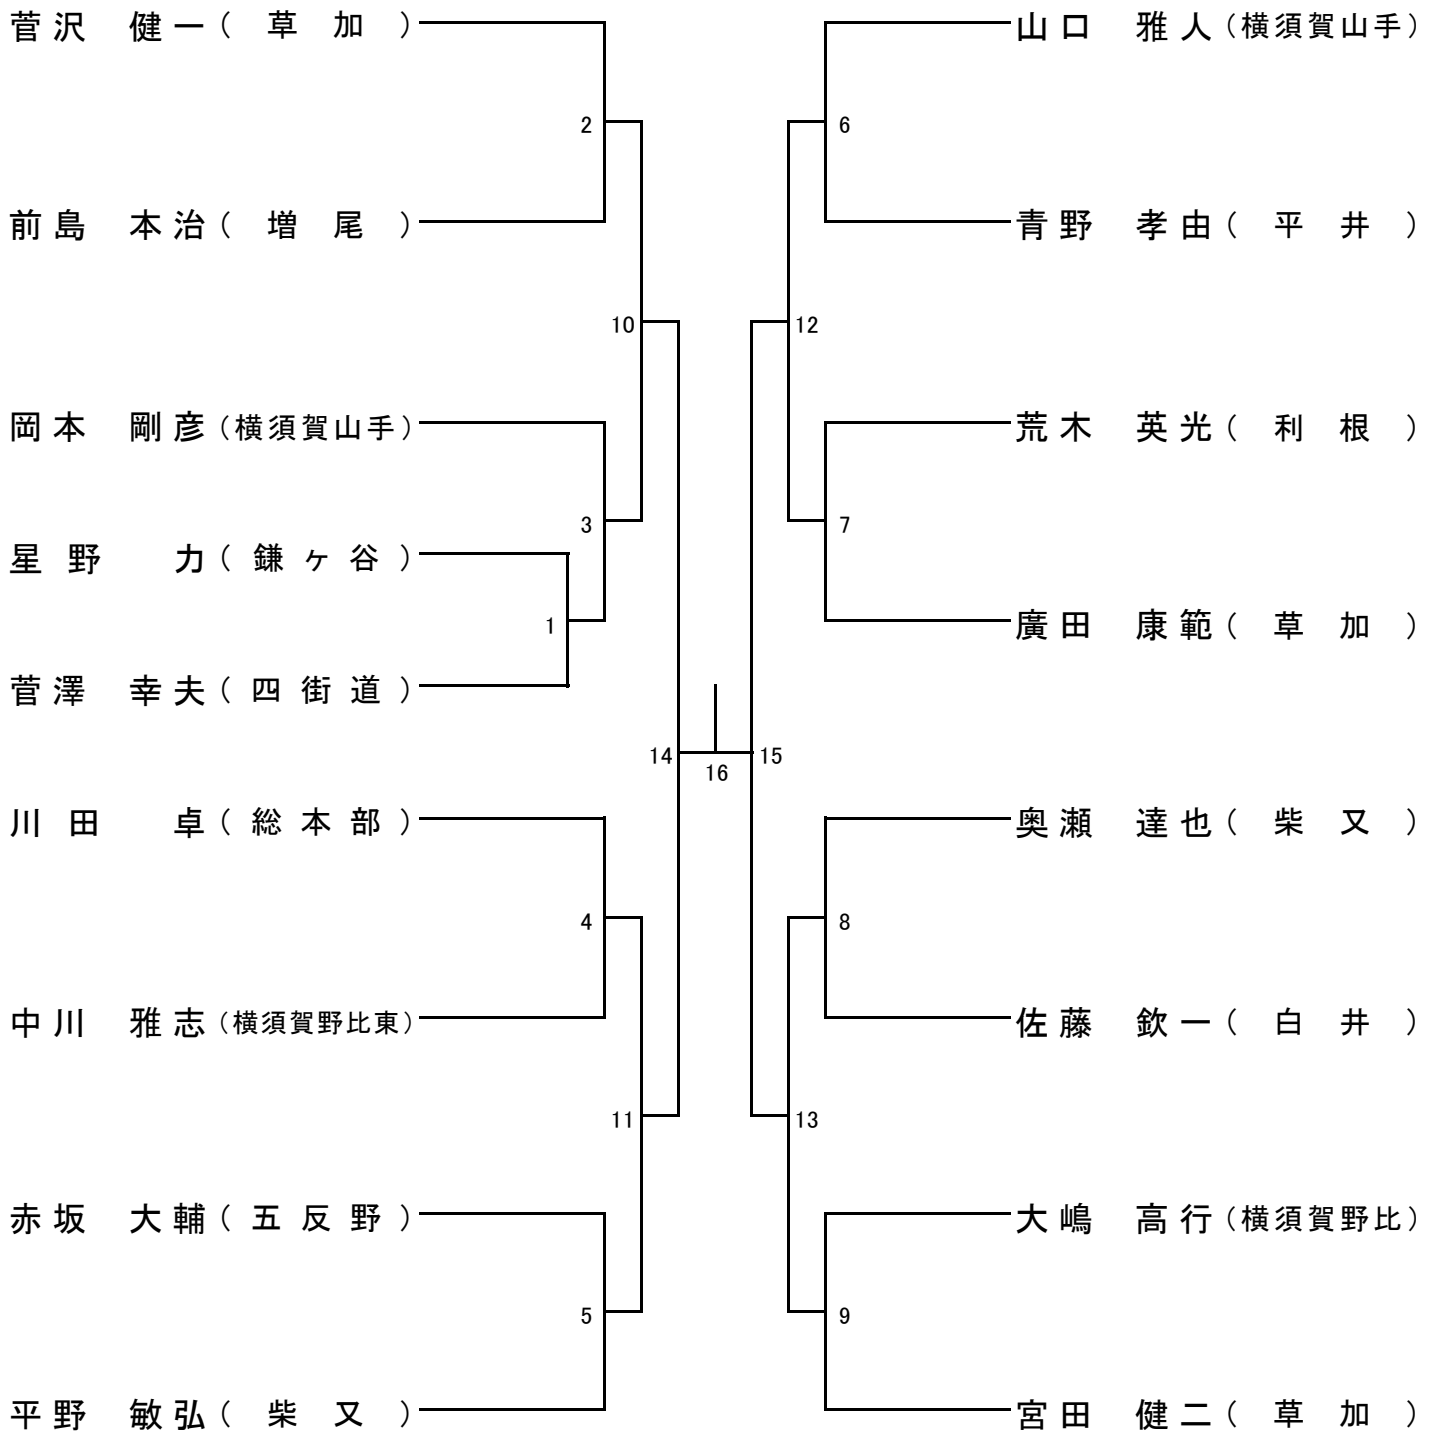 菅沢 健一(草加)
2
前島 本治(増尾)
10
岡本 剛彦(横須賀山手)
3
星野 力(鎌ヶ谷)
1
菅澤 幸夫(四街道)
14
川田 卓(総本部)
4
中川 雅志(横須賀野比東)
11
赤坂 大輔(五反野)
5
平野 敏弘(柴又)
16
山口 雅人(横須賀山手)
6
青野 孝由(平井)
12
荒木 英光(利根)
7
廣田 康範(草加)
15
奥瀬 達也(柴又)
8
佐藤 欽一(白井)
13
大嶋 高行(横須賀野比)
9
宮田 健二(草加)